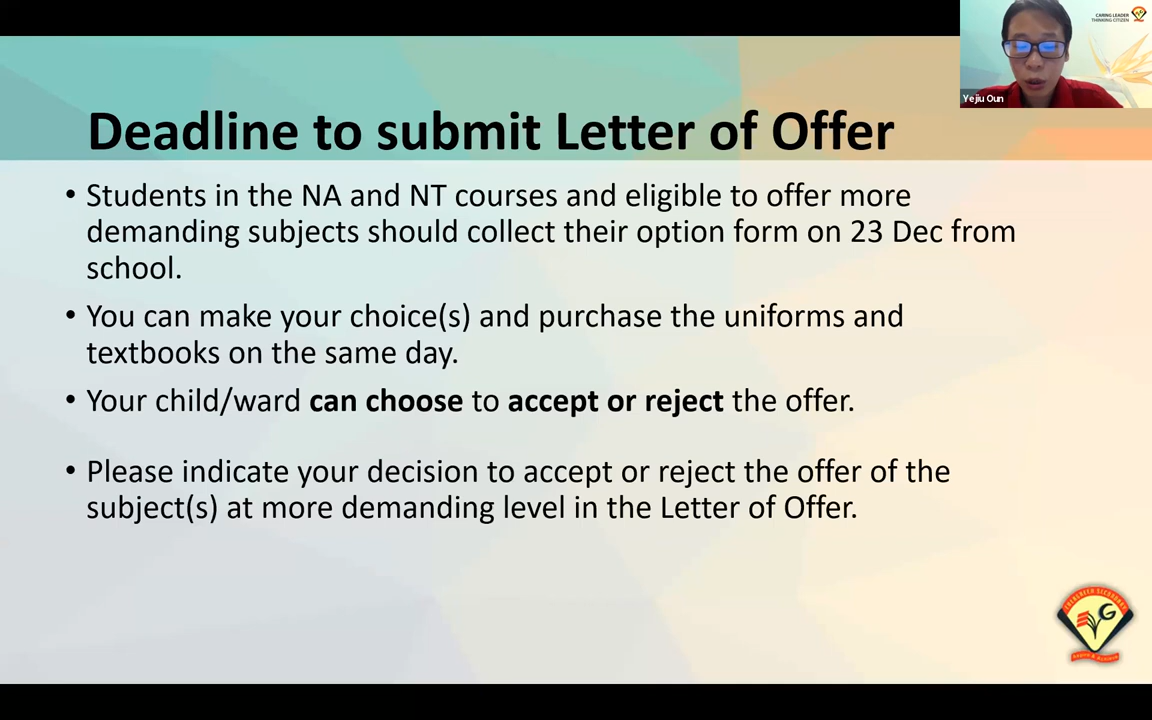 CARING LEADER
THINKING CITIZEN
Yejiu Oun
Deadline to submit Letter of Offer
• Students in the NA and NT courses and eligible to offer more
demanding subjects should collect their option form on 23 Dec from
school.
• You can make your choice(s) and purchase the uniforms and
textbooks on the same day.
• Your child/ward can choose to accept or reject the offer.
• Please indicate your decision to accept or reject the offer of the
subject(s) at more demanding level in the Letter of Offer.
EVERGREEN SECONDARY